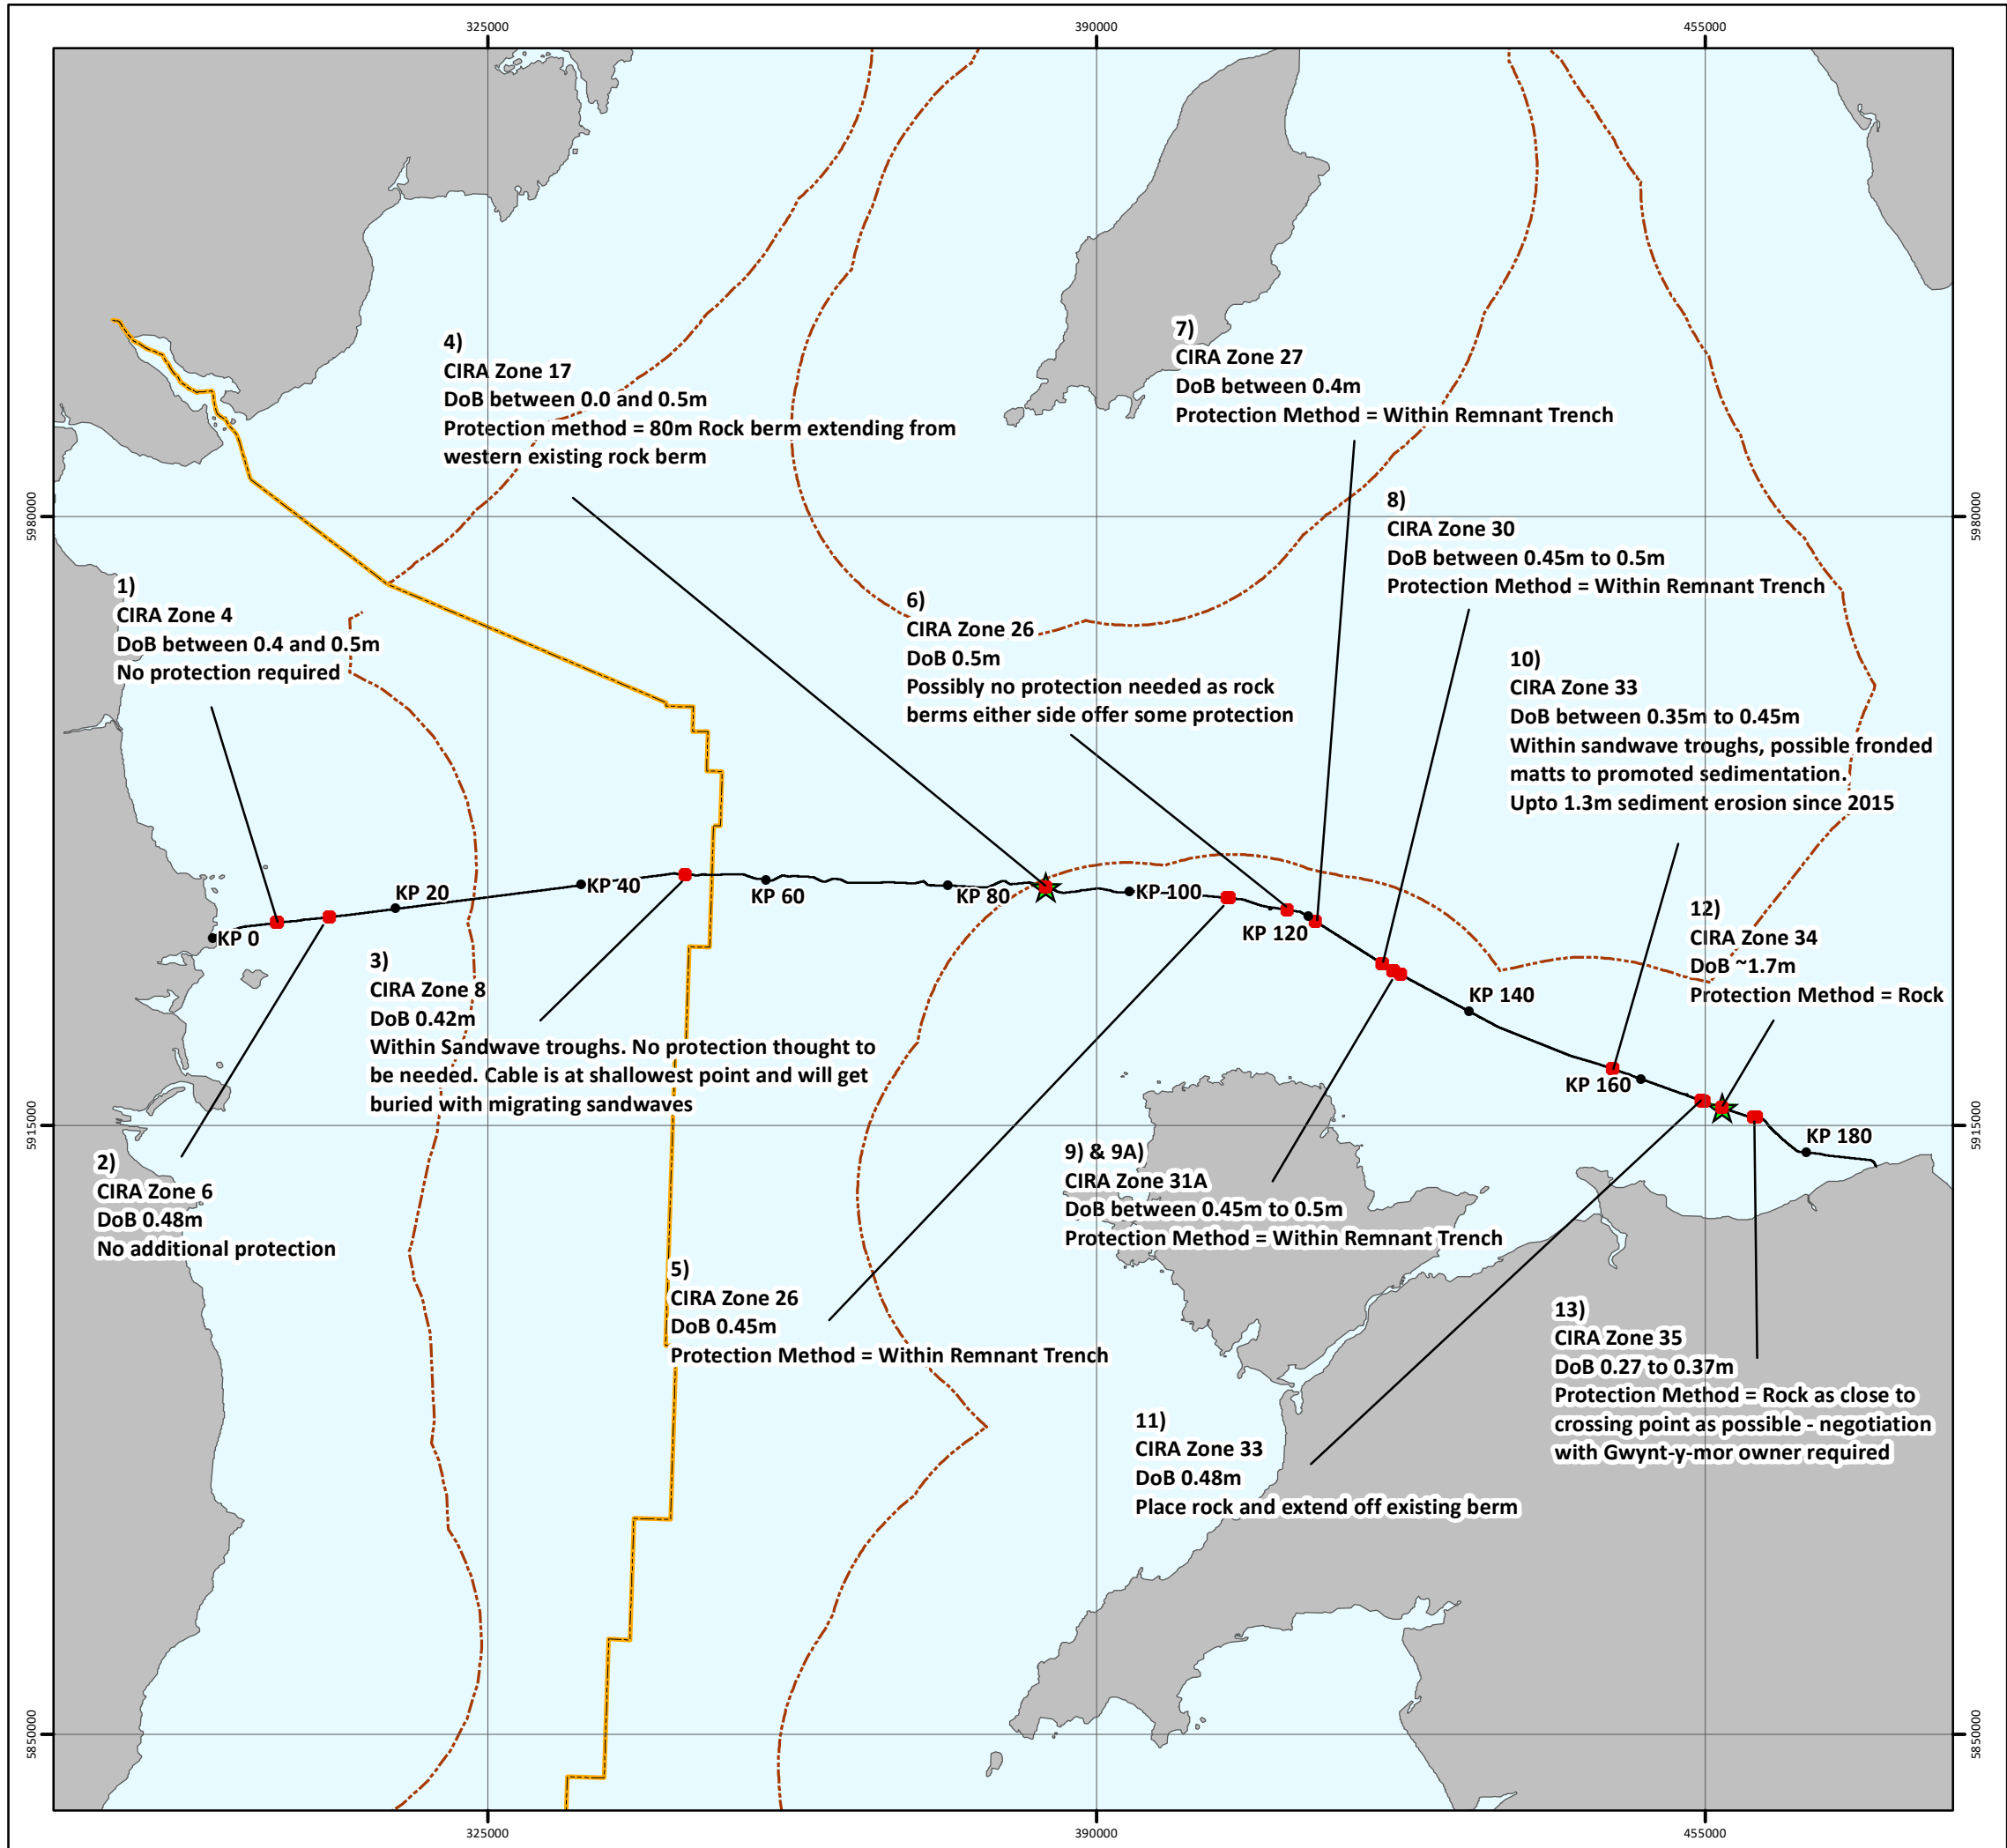 325000
390000
455000
5980000
5980000
5915000
5915000
5850000
5850000
4)
CIRA Zone 17
DoB between 0.0 and 0.5m
Protection method = 80m Rock berm extending from
western existing rock berm
7)
CIRA Zone 27
DoB between 0.4m
Protection Method = Within Remnant Trench
8)
CIRA Zone 30
DoB between 0.45m to 0.5m
Protection Method = Within Remnant Trench
1)
CIRA Zone 4
DoB between 0.4 and 0.5m
No protection required
6)
CIRA Zone 26
DoB 0.5m
Possibly no protection needed as rock
berms either side offer some protection
10)
CIRA Zone 33
DoB between 0.35m to 0.45m
Within sandwave troughs, possible fronded
matts to promoted sedimentation.
Upto 1.3m sediment erosion since 2015
KP 0
KP 20
KP 40
KP 60
KP 80
KP 100
KP 120
KP 140
KP 160
KP 180
12)
CIRA Zone 34
DoB ~1.7m
Protection Method = Rock
3)
CIRA Zone 8
DoB 0.42m
Within Sandwave troughs. No protection thought to
be needed. Cable is at shallowest point and will get
buried with migrating sandwaves
2)
CIRA Zone 6
DoB 0.48m
No additional protection
9) & 9A)
CIRA Zone 31A
DoB between 0.45m to 0.5m
Protection Method = Within Remnant Trench
5)
CIRA Zone 26
DoB 0.45m
Protection Method = Within Remnant Trench
13)
CIRA Zone 35
DoB 0.27 to 0.37m
Protection Method = Rock as close to
crossing point as possible - negotiation
with Gwynt-y-mor owner required
11)
CIRA Zone 33
DoB 0.48m
Place rock and extend off existing berm
325000
390000
455000